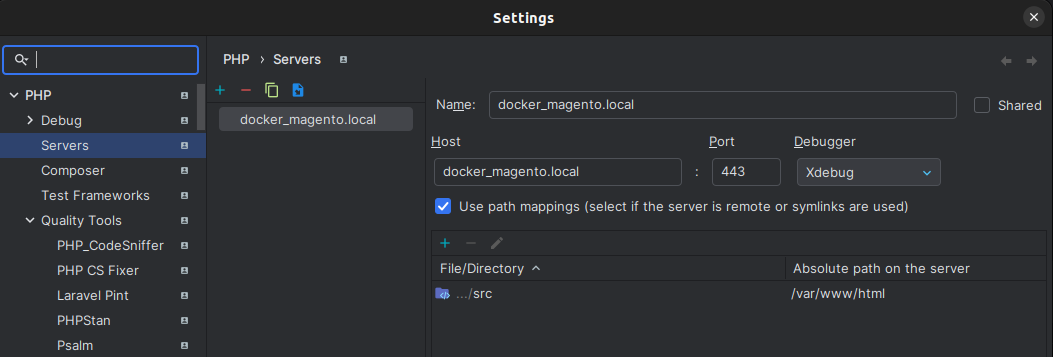 Settings
PHP › Servers
PHP
Debug
Servers
Composer
Test Frameworks
Quality Tools
PHP_CodeSniffer
PHP CS Fixer
Laravel Pint
PHPStan
Psalm
docker_magento.local
Name: docker_magento.local Shared
Host Port Debugger
docker_magento.local : 443 Xdebug
Use path mappings (select if the server is remote or symlinks are used)
File/Directory Absolute path on the server
…/src /var/www/html